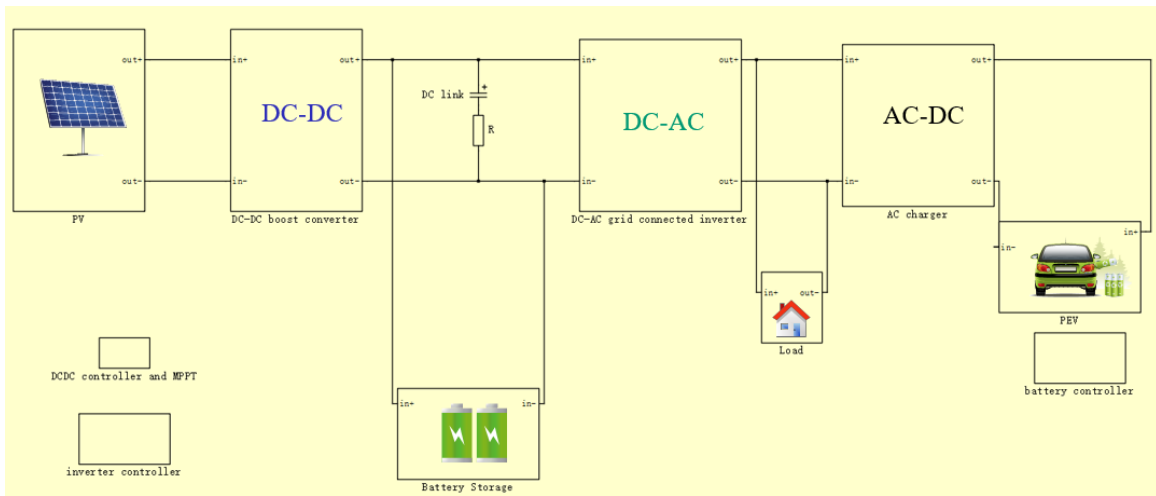 out+
out-
PV
in+
in-
DC-DC
out+
out-
DC-DC boost converter
DC link
+
R
in+
in-
DC-AC
out+
out-
DC-AC grid connected inverter
in+
in-
AC-DC
out+
out-
AC charger
in+
in-
PEV
in+
out-
Load
battery controller
DCDC controller and MPPT
inverter controller
in+
in-
Battery Storage